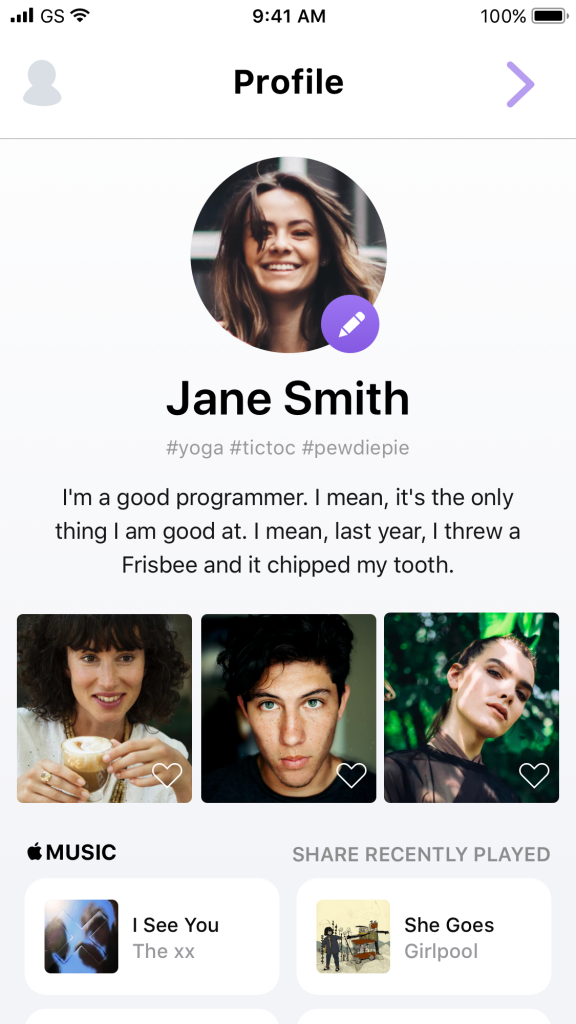 GS 9:41 AM 100%
Profile
Jane Smith
#yoga #tictoc #pewdiepie
I'm a good programmer. I mean, it's the only
thing I am good at. I mean, last year, I threw a
Frisbee and it chipped my tooth.
MUSIC SHARE RECENTLY PLAYED
I See You
The xx
She Goes
Girlpool